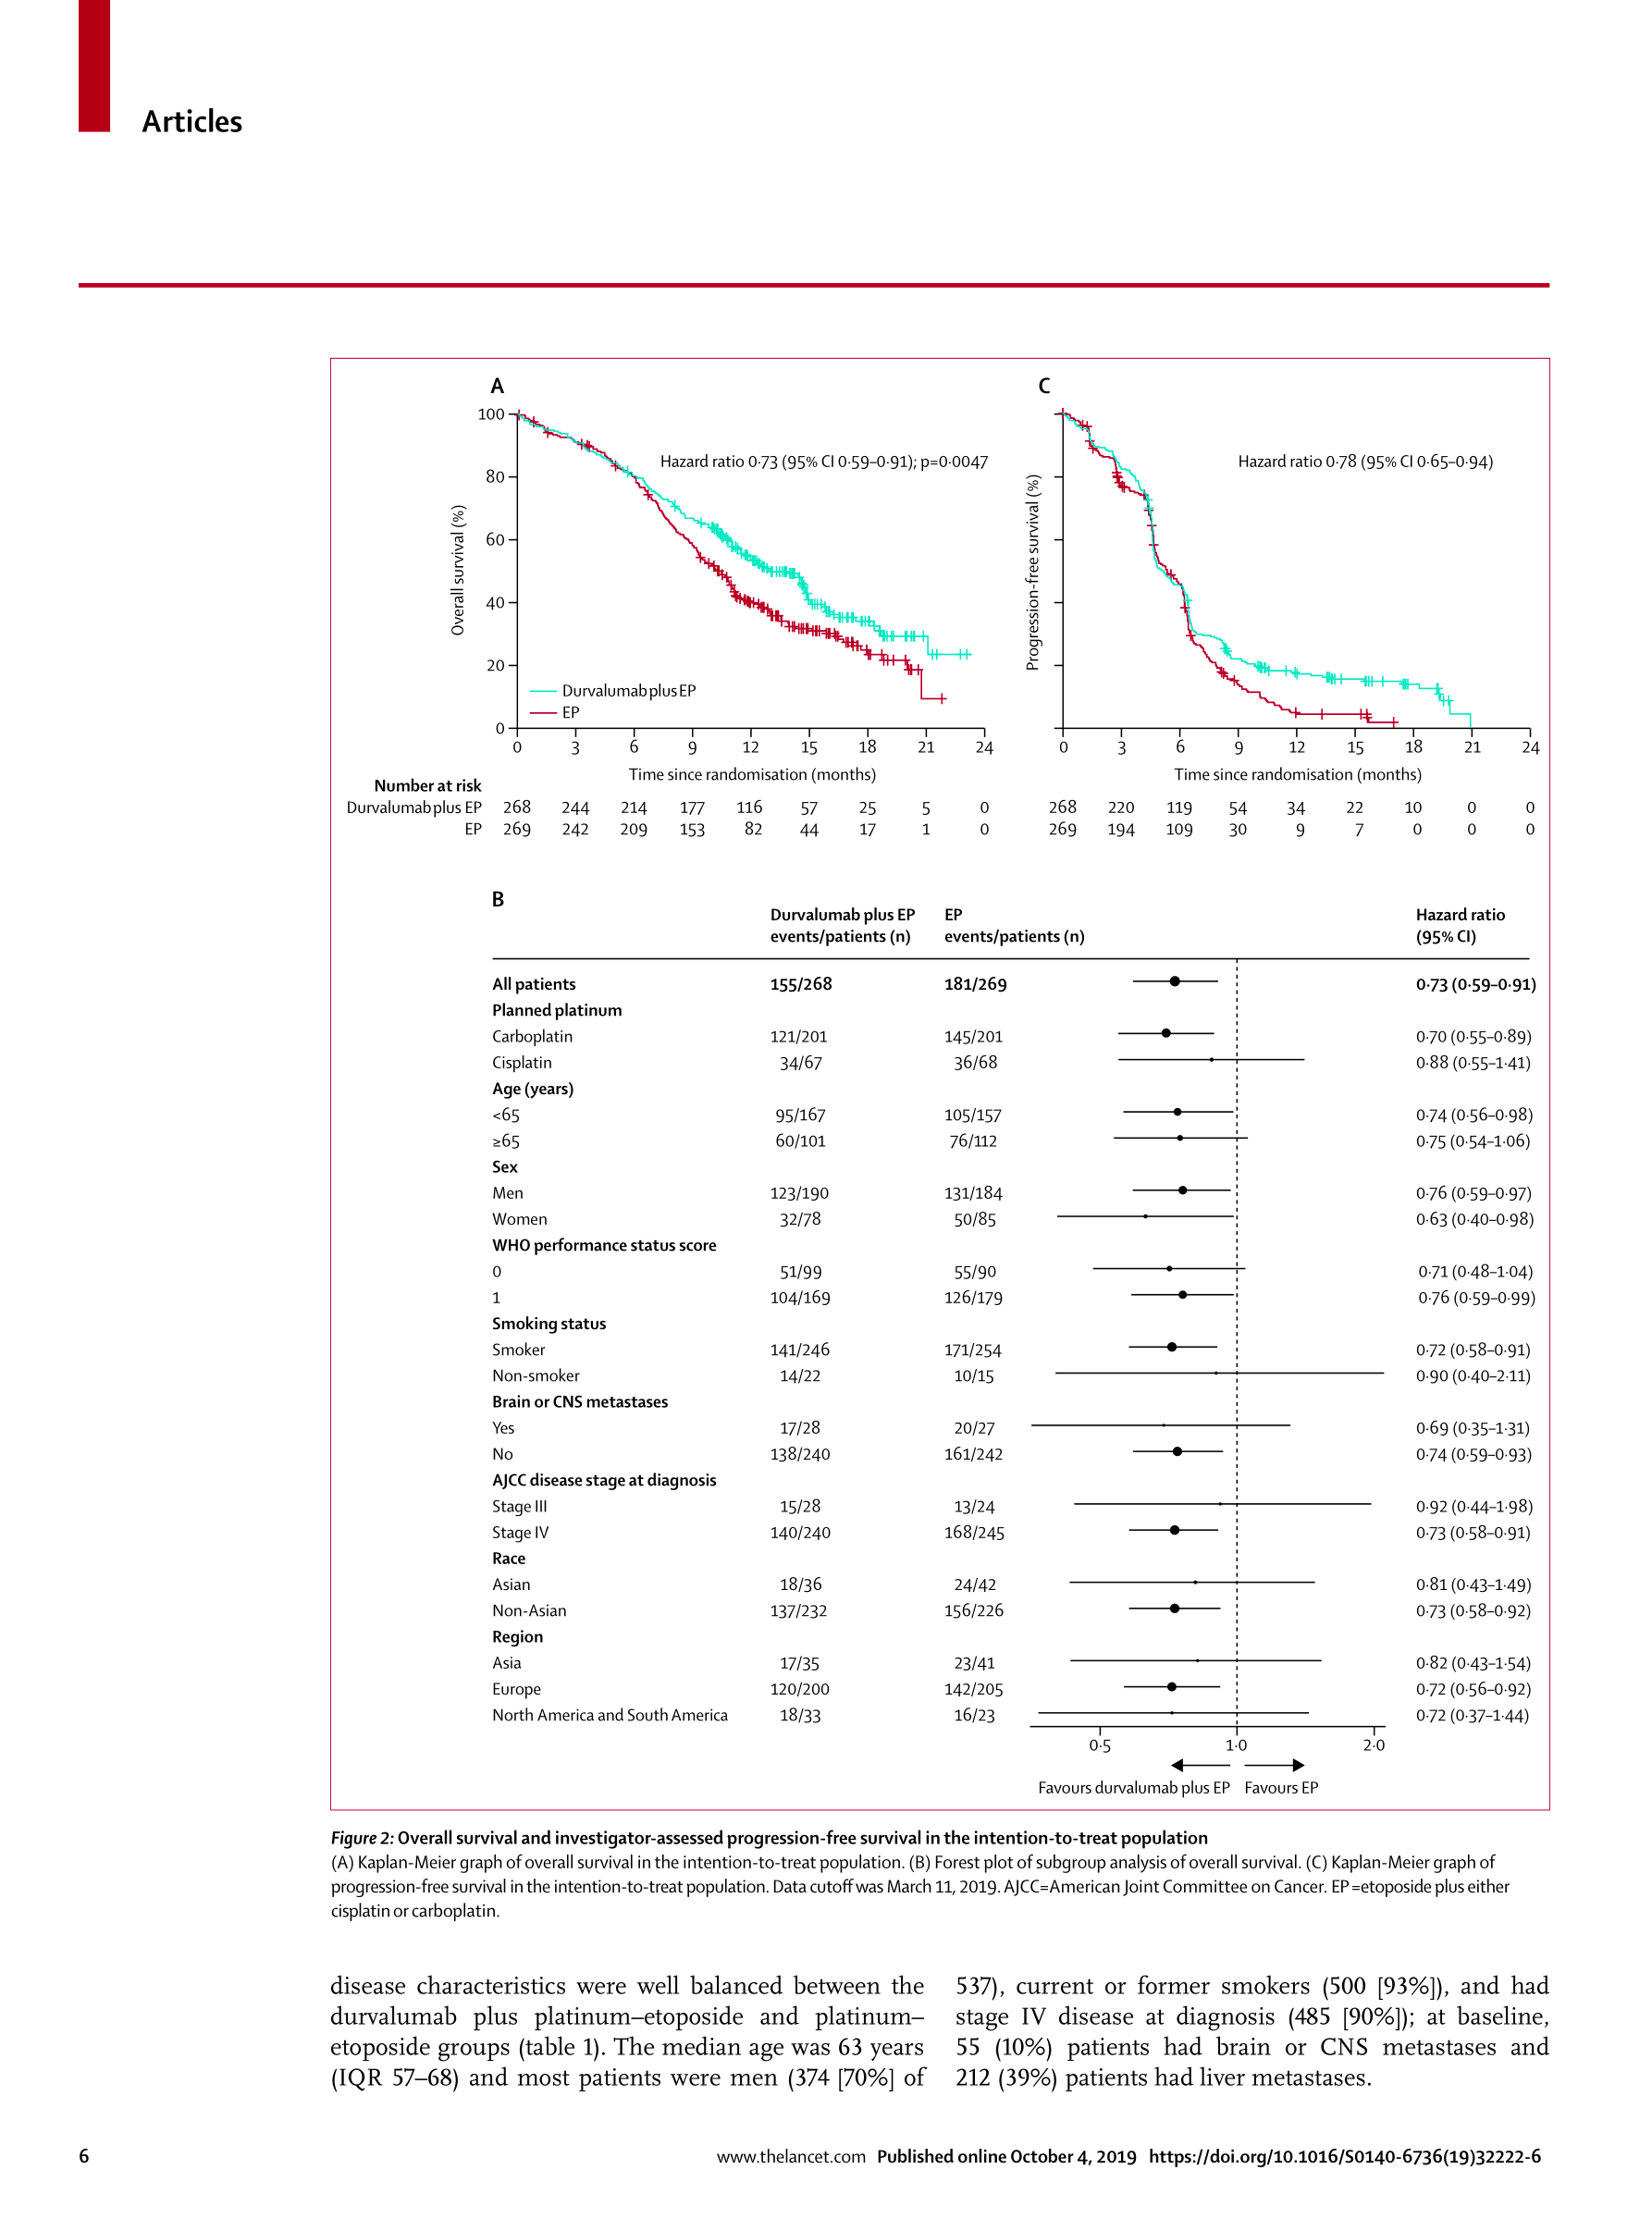 Articles
A
C
100
80
60
40
20
0
Overall survival (%)
Hazard ratio 0·73 (95% CI 0·59–0·91); p=0·0047
Durvalumab plus EP
EP
0 3 6 9 12 15 18 21 24
Time since randomisation (months)
Progression-free survival (%)
Hazard ratio 0·78 (95% CI 0·65–0·94)
0 3 6 9 12 15 18 21 24
Time since randomisation (months)
Number at risk
Durvalumab plus EP 268 244 214 177 116 57 25 5 0 268 220 119 54 34 22 10 0 0
EP 269 242 209 153 82 44 17 1 0 269 194 109 30 9 7 0 0 0
B
Durvalumab plus EP EP Hazard ratio
events/patients (n) events/patients (n) (95% CI)
All patients 155/268 181/269 0·73 (0·59–0·91)
Planned platinum
Carboplatin 121/201 145/201 0·70 (0·55–0·89)
Cisplatin 34/67 36/68 0·88 (0·55–1·41)
Age (years)
<65 95/167 105/157 0·74 (0·56–0·98)
≥65 60/101 76/112 0·75 (0·54–1·06)
Sex
Men 123/190 131/184 0·76 (0·59–0·97)
Women 32/78 50/85 0·63 (0·40–0·98)
WHO performance status score
0 51/99 55/90 0·71 (0·48–1·04)
1 104/169 126/179 0·76 (0·59–0·99)
Smoking status
Smoker 141/246 171/254 0·72 (0·58–0·91)
Non-smoker 14/22 10/15 0·90 (0·40–2·11)
Brain or CNS metastases
Yes 17/28 20/27 0·69 (0·35–1·31)
No 138/240 161/242 0·74 (0·59–0·93)
AJCC disease stage at diagnosis
Stage III 15/28 13/24 0·92 (0·44–1·98)
Stage IV 140/240 168/245 0·73 (0·58–0·91)
Race
Asian 18/36 24/42 0·81 (0·43–1·49)
Non-Asian 137/232 156/226 0·73 (0·58–0·92)
Region
Asia 17/35 23/41 0·82 (0·43–1·54)
Europe 120/200 142/205 0·72 (0·56–0·92)
North America and South America 18/33 16/23 0·72 (0·37–1·44)
0·5 1·0 2·0
Favours durvalumab plus EP Favours EP
Figure 2: Overall survival and investigator-assessed progression-free survival in the intention-to-treat population
(A) Kaplan-Meier graph of overall survival in the intention-to-treat population. (B) Forest plot of subgroup analysis of overall survival. (C) Kaplan-Meier graph of
progression-free survival in the intention-to-treat population. Data cutoff was March 11, 2019. AJCC=American Joint Committee on Cancer. EP=etoposide plus either
cisplatin or carboplatin.
disease characteristics were well balanced between the
durvalumab plus platinum–etoposide and platinum–
etoposide groups (table 1). The median age was 63 years
(IQR 57–68) and most patients were men (374 [70%] of
537), current or former smokers (500 [93%]), and had
stage IV disease at diagnosis (485 [90%]); at baseline,
55 (10%) patients had brain or CNS metastases and
212 (39%) patients had liver metastases.
6
www.thelancet.com Published online October 4, 2019 https://doi.org/10.1016/S0140-6736(19)32222-6